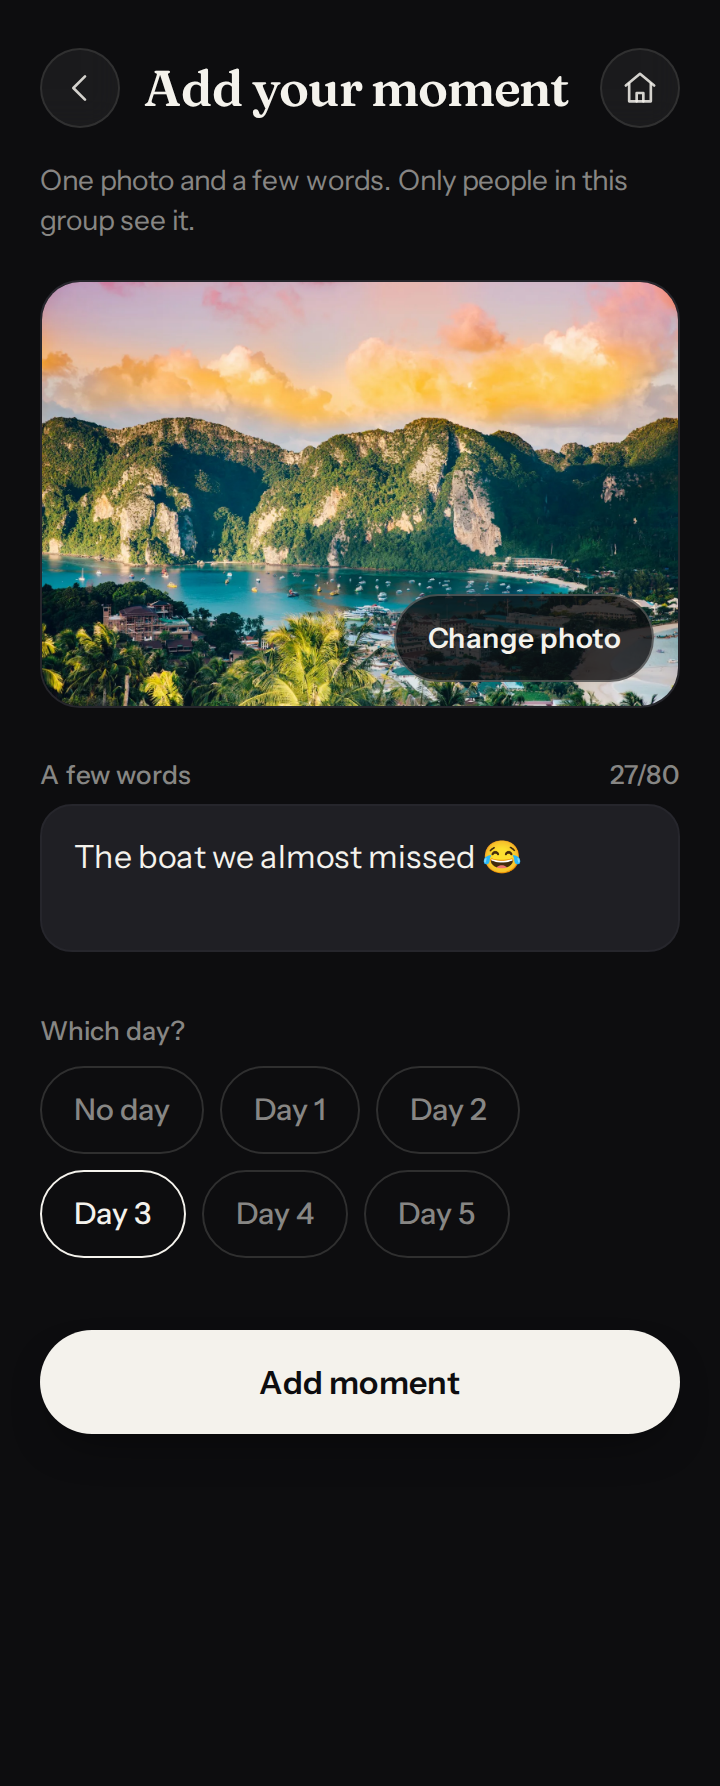 Add your moment
One photo and a few words. Only people in this
group see it.
Change photo
A few words
27/80
The boat we almost missed 😂
Which day?
No day
Day 1
Day 2
Day 3
Day 4
Day 5
Add moment